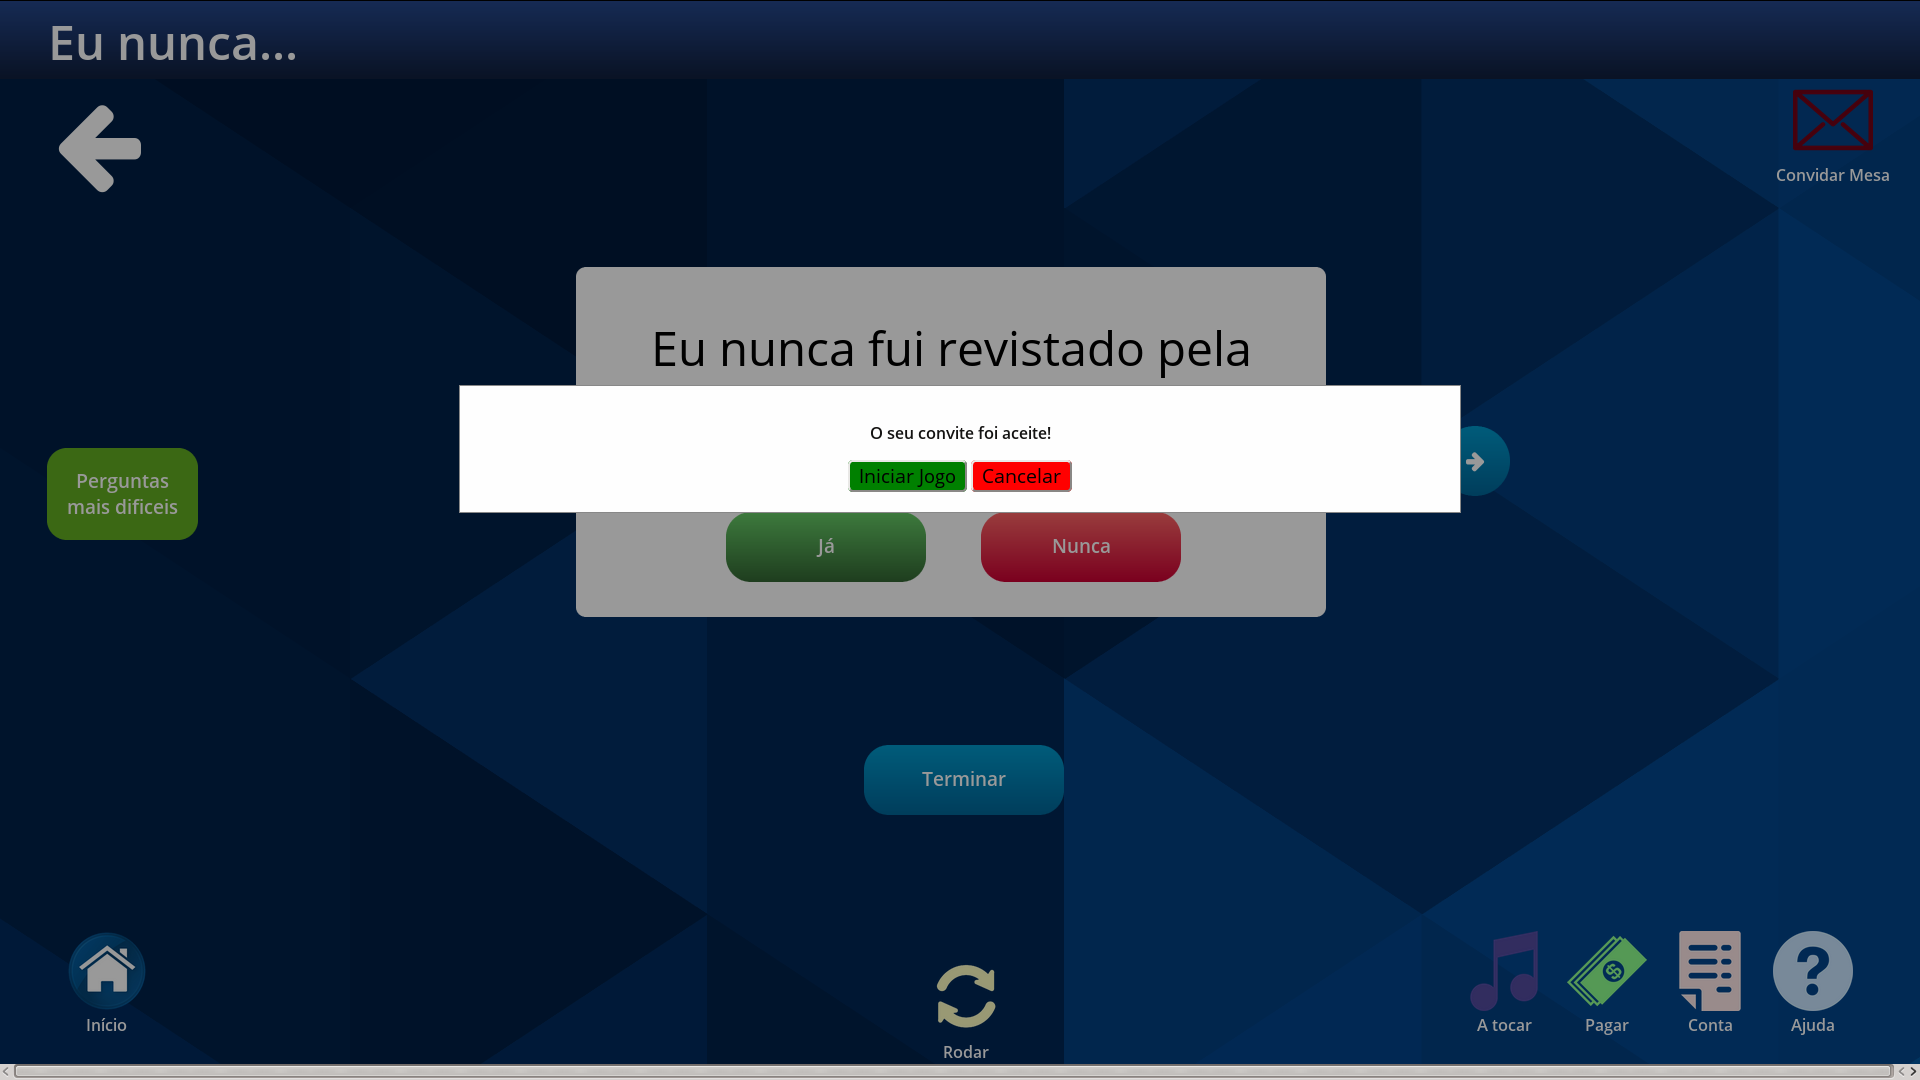 Eu nunca...
Convidar Mesa
Eu nunca fui revistado pela
O seu convite foi aceite!
Iniciar Jogo
Cancelar
Perguntas
mais dificeis
Já
Nunca
Terminar
Início
Rodar
A tocar
Pagar
Conta
Ajuda